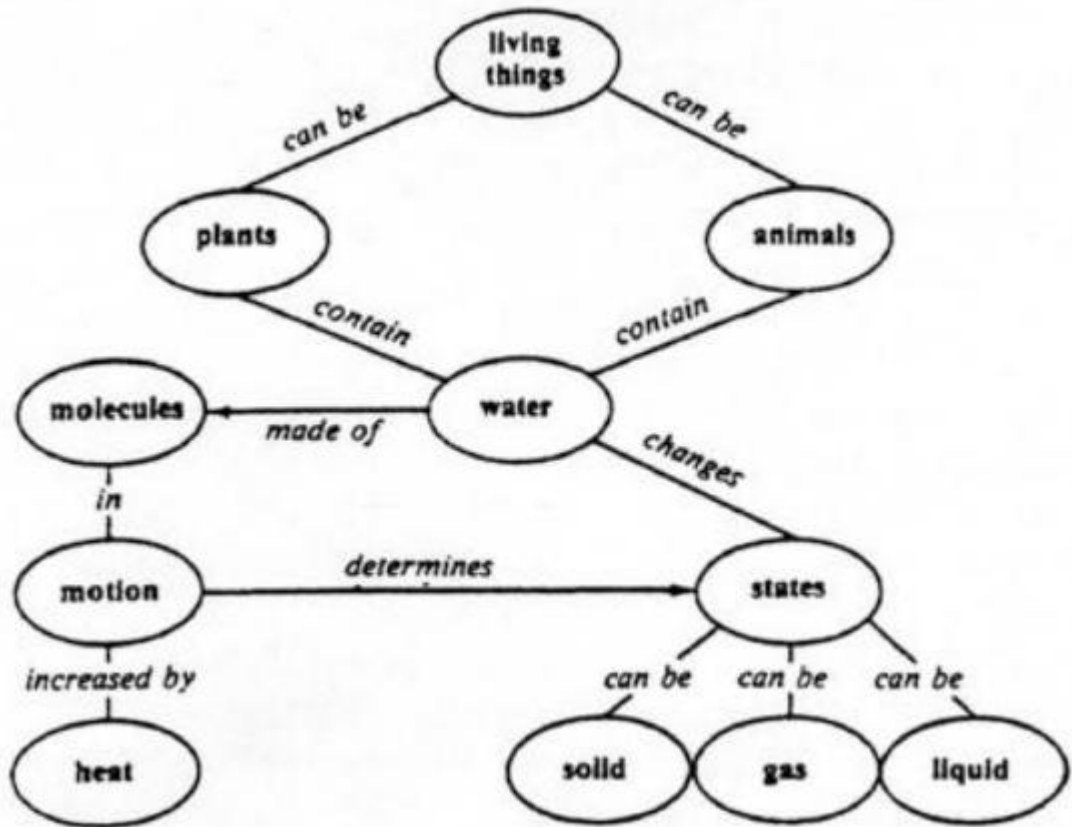 living
things
can be
can be
plants
animals
contain
contain
molecules
water
made of
changes
in
motion
determines
states
increased by
can be
can be
can be
heat
solid
gas
liquid